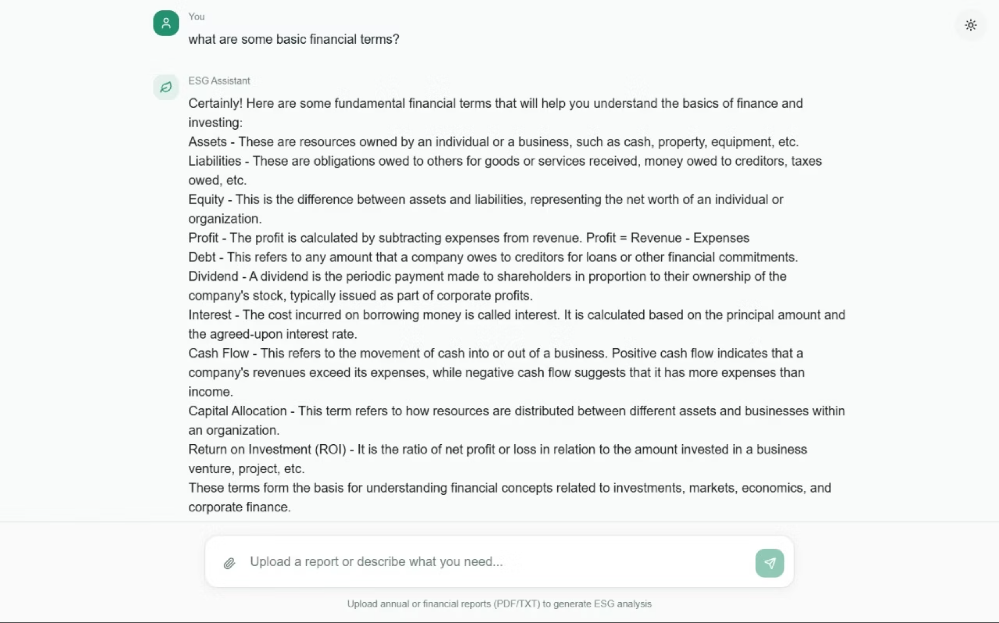 You
what are some basic financial terms?
ESG Assistant
Certainly! Here are some fundamental financial terms that will help you understand the basics of finance and
investing:
Assets - These are resources owned by an individual or a business, such as cash, property, equipment, etc.
Liabilities - These are obligations owed to others for goods or services received, money owed to creditors, taxes
owed, etc.
Equity - This is the difference between assets and liabilities, representing the net worth of an individual or
organization.
Profit - The profit is calculated by subtracting expenses from revenue. Profit = Revenue - Expenses
Debt - This refers to any amount that a company owes to creditors for loans or other financial commitments.
Dividend - A dividend is the periodic payment made to shareholders in proportion to their ownership of the
company's stock, typically issued as part of corporate profits.
Interest - The cost incurred on borrowing money is called interest. It is calculated based on the principal amount and
the agreed-upon interest rate.
Cash Flow - This refers to the movement of cash into or out of a business. Positive cash flow indicates that a
company's revenues exceed its expenses, while negative cash flow suggests that it has more expenses than
income.
Capital Allocation - This term refers to how resources are distributed between different assets and businesses within
an organization.
Return on Investment (ROI) - It is the ratio of net profit or loss in relation to the amount invested in a business
venture, project, etc.
These terms form the basis for understanding financial concepts related to investments, markets, economics, and
corporate finance.
Upload a report or describe what you need...
Upload annual or financial reports (PDF/TXT) to generate ESG analysis